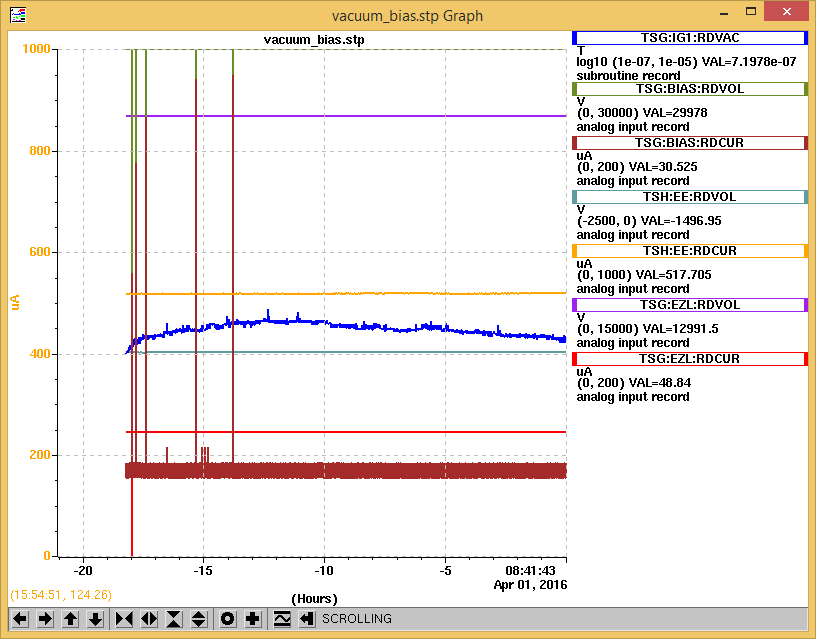 vacuum_bias.stp Graph
vacuum_bias.stp
1000
800
600
400
200
0
uA
-20
-15
-10
-5
08:41:43
Apr 01, 2016
(Hours)
(15:54:51, 124.26)
TSG:IG1:RDVAC
T
log10 (1e-07, 1e-05) VAL=7.1978e-07
subroutine record
TSG:BIAS:RDVOL
V
(0, 30000) VAL=29978
analog input record
TSG:BIAS:RDCUR
uA
(0, 200) VAL=30.525
analog input record
TSH:EE:RDVOL
V
(-2500, 0) VAL=-1496.95
analog input record
TSH:EE:RDCUR
uA
(0, 1000) VAL=517.705
analog input record
TSG:EZL:RDVOL
V
(0, 15000) VAL=12991.5
analog input record
TSG:EZL:RDCUR
uA
(0, 200) VAL=48.84
analog input record
SCROLLING